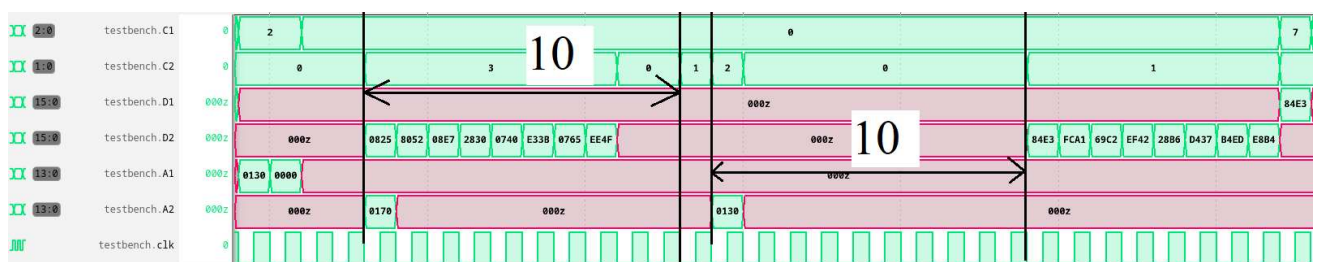 2:0 testbench.C1 0 2 0 7
1:0 testbench.C2 0 0 3 10 0 1 2 0 1
15:0 testbench.D1 000z 000z 84E3
15:0 testbench.D2 000z 000z 0825 8052 08E7 2830 0740 E33B 0765 EE4F 000z 10 84E3 FCA1 69C2 EF42 28B6 D437 B4ED E8B4
13:0 testbench.A1 000z 0130 0000 000z
13:0 testbench.A2 000z 000z 0170 000z 0130 000z
testbench.clk 0